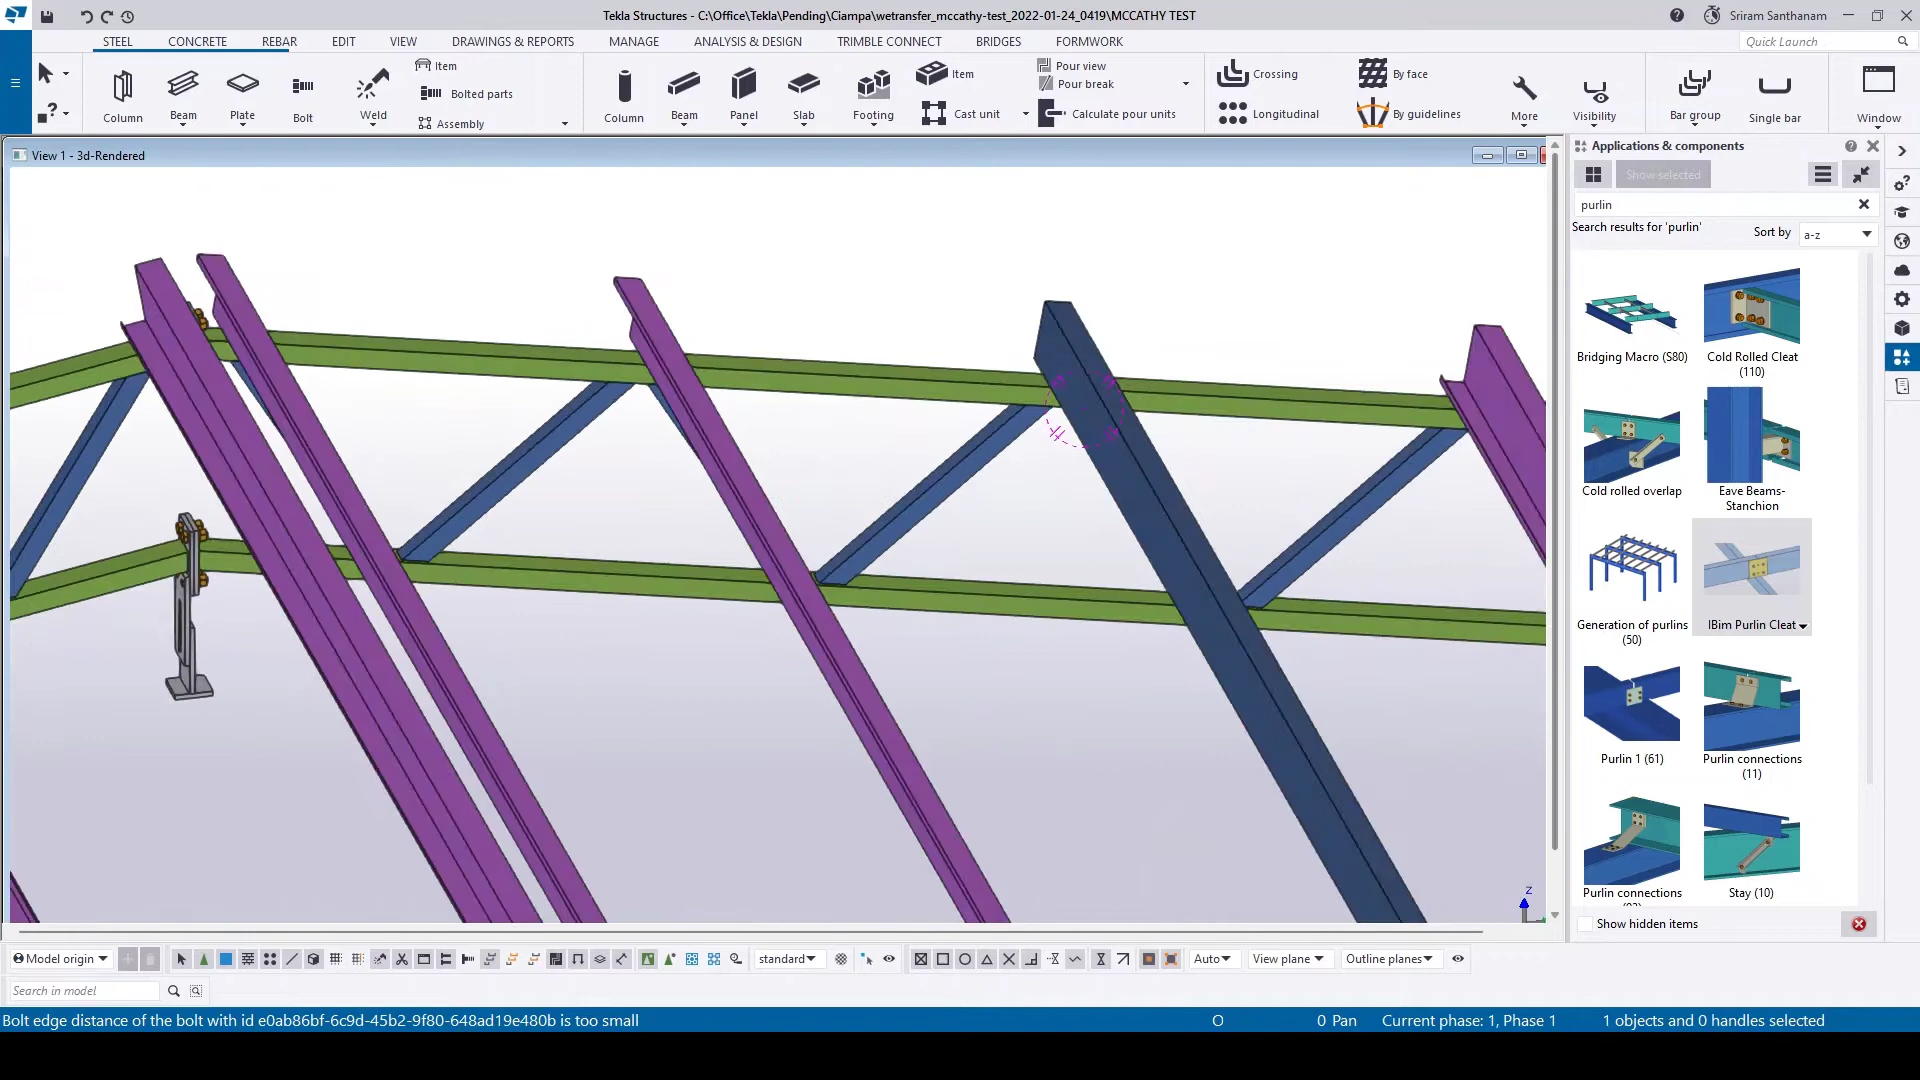 Tekla Structures - C:\Office\Tekla\Pending\Ciampa\wetransfer_mccathy-test_2022-01-24_0419\MCCATHY TEST
Sriram Santhanam
STEEL CONCRETE REBAR EDIT VIEW DRAWINGS & REPORTS MANAGE ANALYSIS & DESIGN TRIMBLE CONNECT BRIDGES FORMWORK
Quick Launch
Column
Beam
Plate
Bolt
Weld
Item
Bolted parts
Assembly
Column
Beam
Panel
Slab
Footing
Item
Cast unit
Pour view
Pour break
Calculate pour units
Crossing
Longitudinal
By face
By guidelines
More
Visibility
Bar group
Single bar
Window
View 1 - 3d-Rendered
Applications & components
Show selected
purlin
Search results for 'purlin'
Sort by
a-z
Bridging Macro (S80)
Cold Rolled Cleat
(110)
Cold rolled overlap
Eave Beams-
Stanchion
Generation of purlins
(50)
IBim Purlin Cleat
Purlin 1 (61)
Purlin connections
(11)
Purlin connections
Stay (10)
Show hidden items
Z
Model origin
standard
Auto
View plane
Outline planes
Search in model
Bolt edge distance of the bolt with id e0ab86bf-6c9d-45b2-9f80-648ad19e480b is too small
O
0 Pan
Current phase: 1, Phase 1
1 objects and 0 handles selected